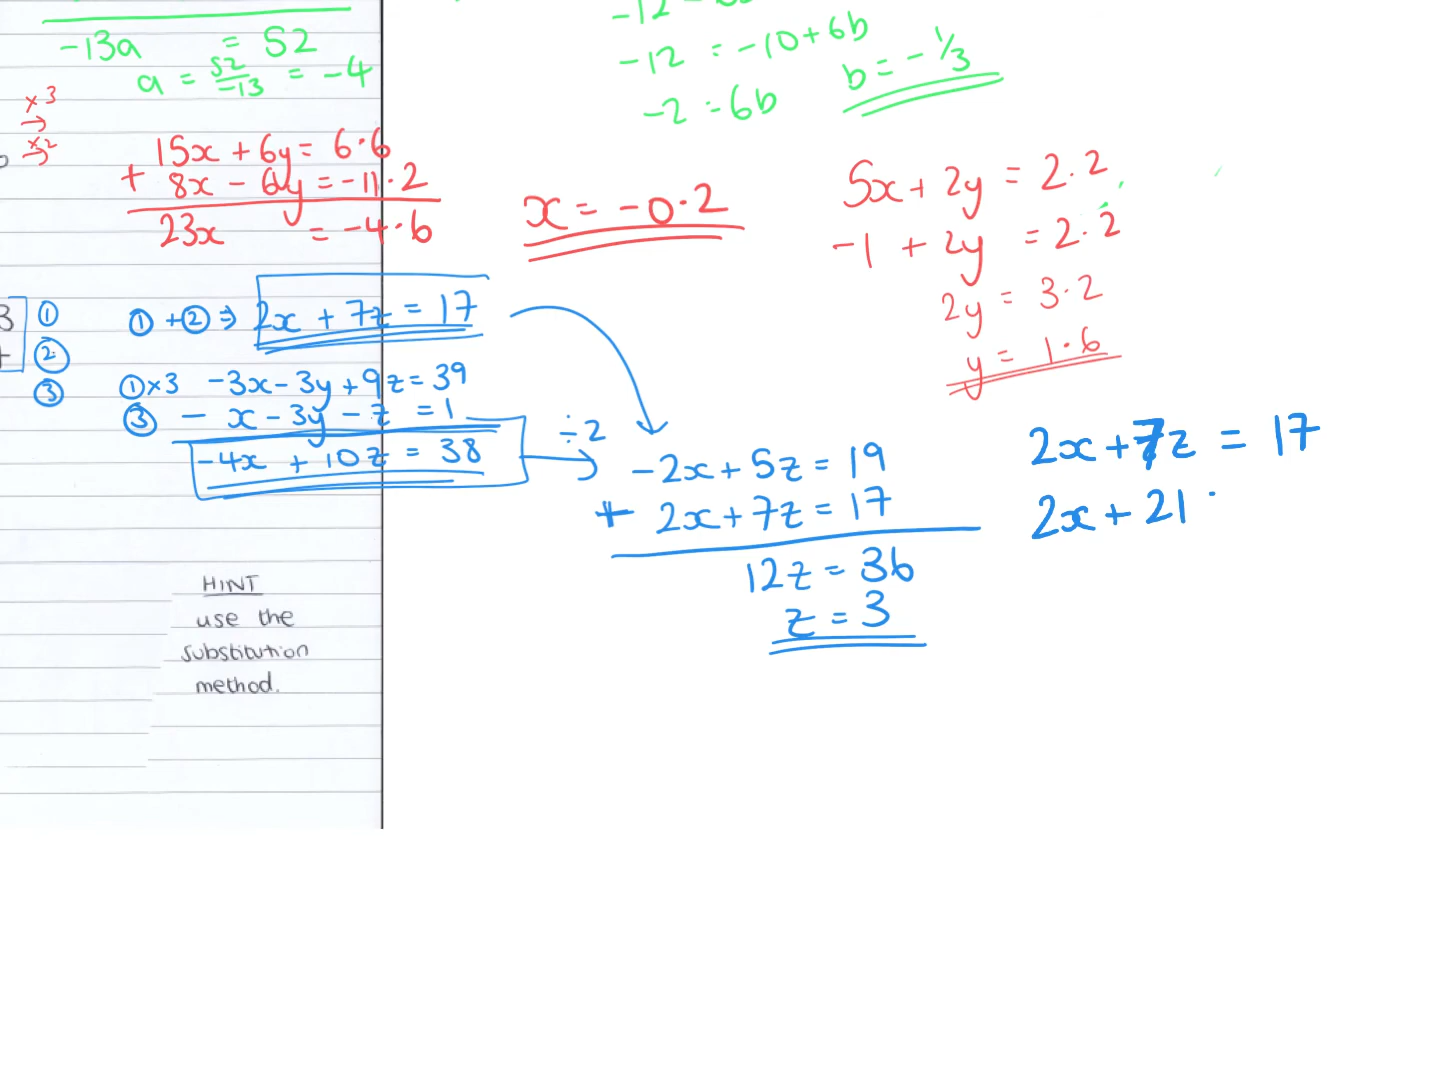 -13a = 52
a = 52/-13 = -4
-12 = -10+6b
-2 = 6b
b = -1/3
×3
→
×2
→
15x + 6y = 6.6
+ 8x - 6y = -11.2
23x = -4.6
x = -0.2
5x + 2y = 2.2
-1 + 2y = 2.2
2y = 3.2
y = 1.6
3 ①
②
③
① + ② ⇒ 2x + 7z = 17
①×3 -3x-3y+9z=39
③ - x - 3y - z = 1
-4x + 10z = 38
÷2
-2x + 5z = 19
+ 2x + 7z = 17
12z = 36
z = 3
2x + 7z = 17
2x + 21
HINT
use the
substitution
method.